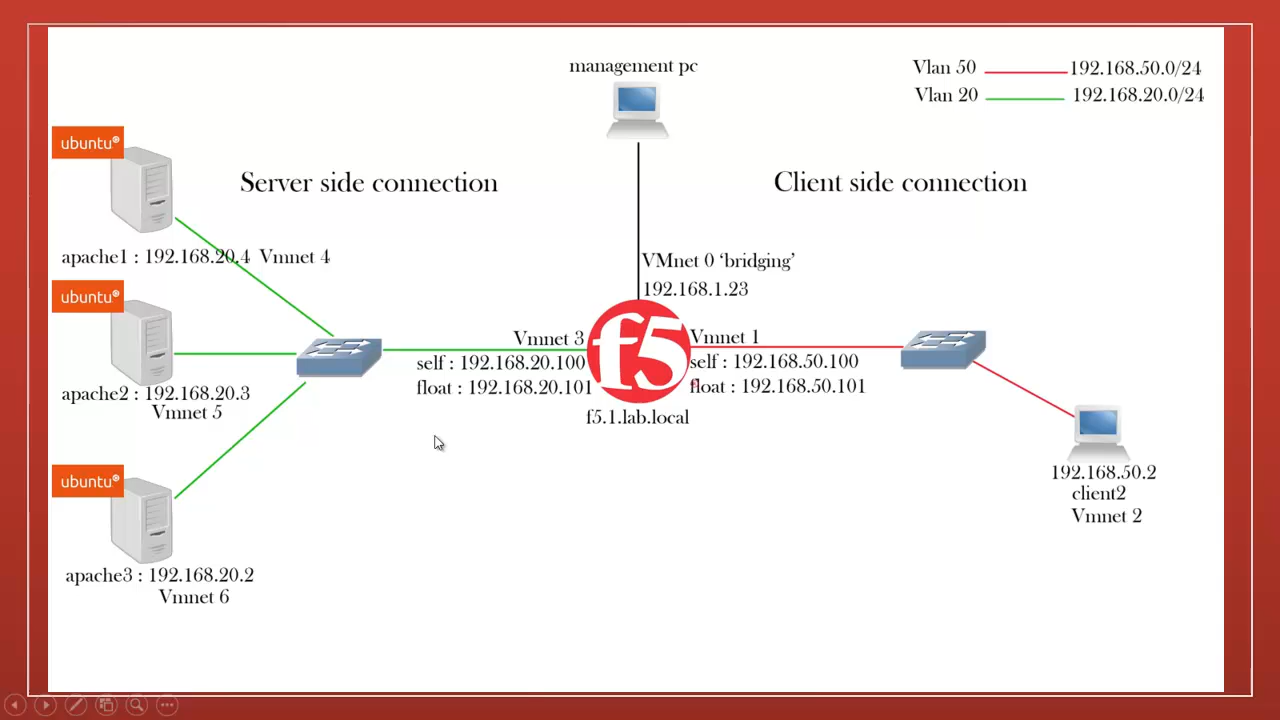 management pc
Vlan 50 192.168.50.0/24
Vlan 20 192.168.20.0/24
ubuntu®
Server side connection
Client side connection
apache1 : 192.168.20.4 Vmnet 4
VMnet 0 ‘bridging’
192.168.1.23
ubuntu®
Vmnet 3
self : 192.168.20.100
float : 192.168.20.101
f5
Vmnet 1
self : 192.168.50.100
float : 192.168.50.101
f5.1.lab.local
apache2 : 192.168.20.3
Vmnet 5
ubuntu®
192.168.50.2
client2
Vmnet 2
apache3 : 192.168.20.2
Vmnet 6